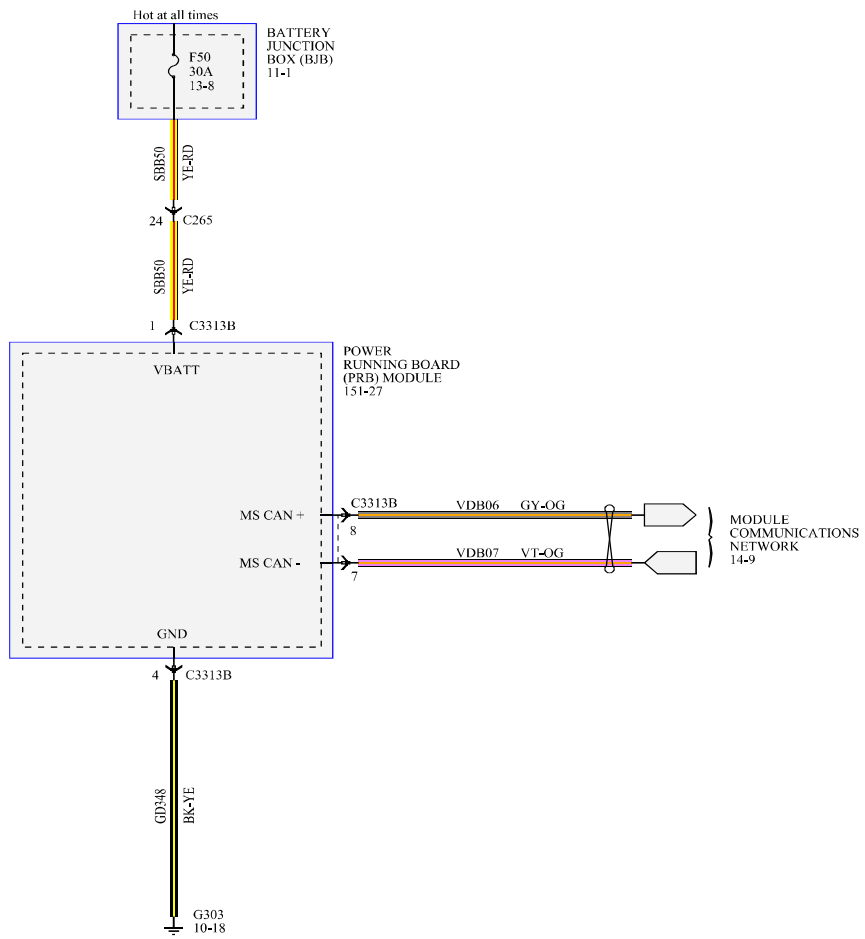 Hot at all times
BATTERY
JUNCTION
BOX (BJB)
11-1
F50
30A
13-8
SBB50
YE-RD
24
C265
SBB50
YE-RD
1
C3313B
POWER
RUNNING BOARD
(PRB) MODULE
151-27
VBATT
MS CAN +
C3313B
8
VDB06
GY-OG
MS CAN -
7
VDB07
VT-OG
MODULE
COMMUNICATIONS
NETWORK
14-9
GND
4
C3313B
GD348
BK-YE
G303
10-18